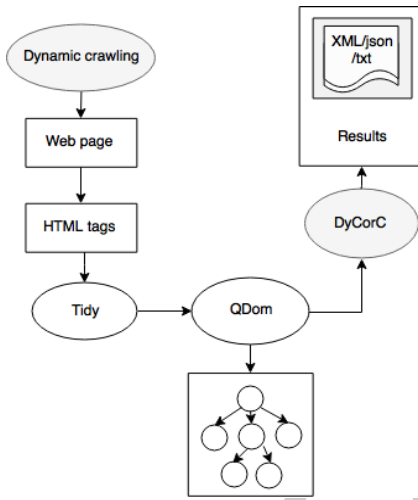 Dynamic crawling
Web page
HTML tags
Tidy
QDom
DyCorC
XML/json
/txt
Results